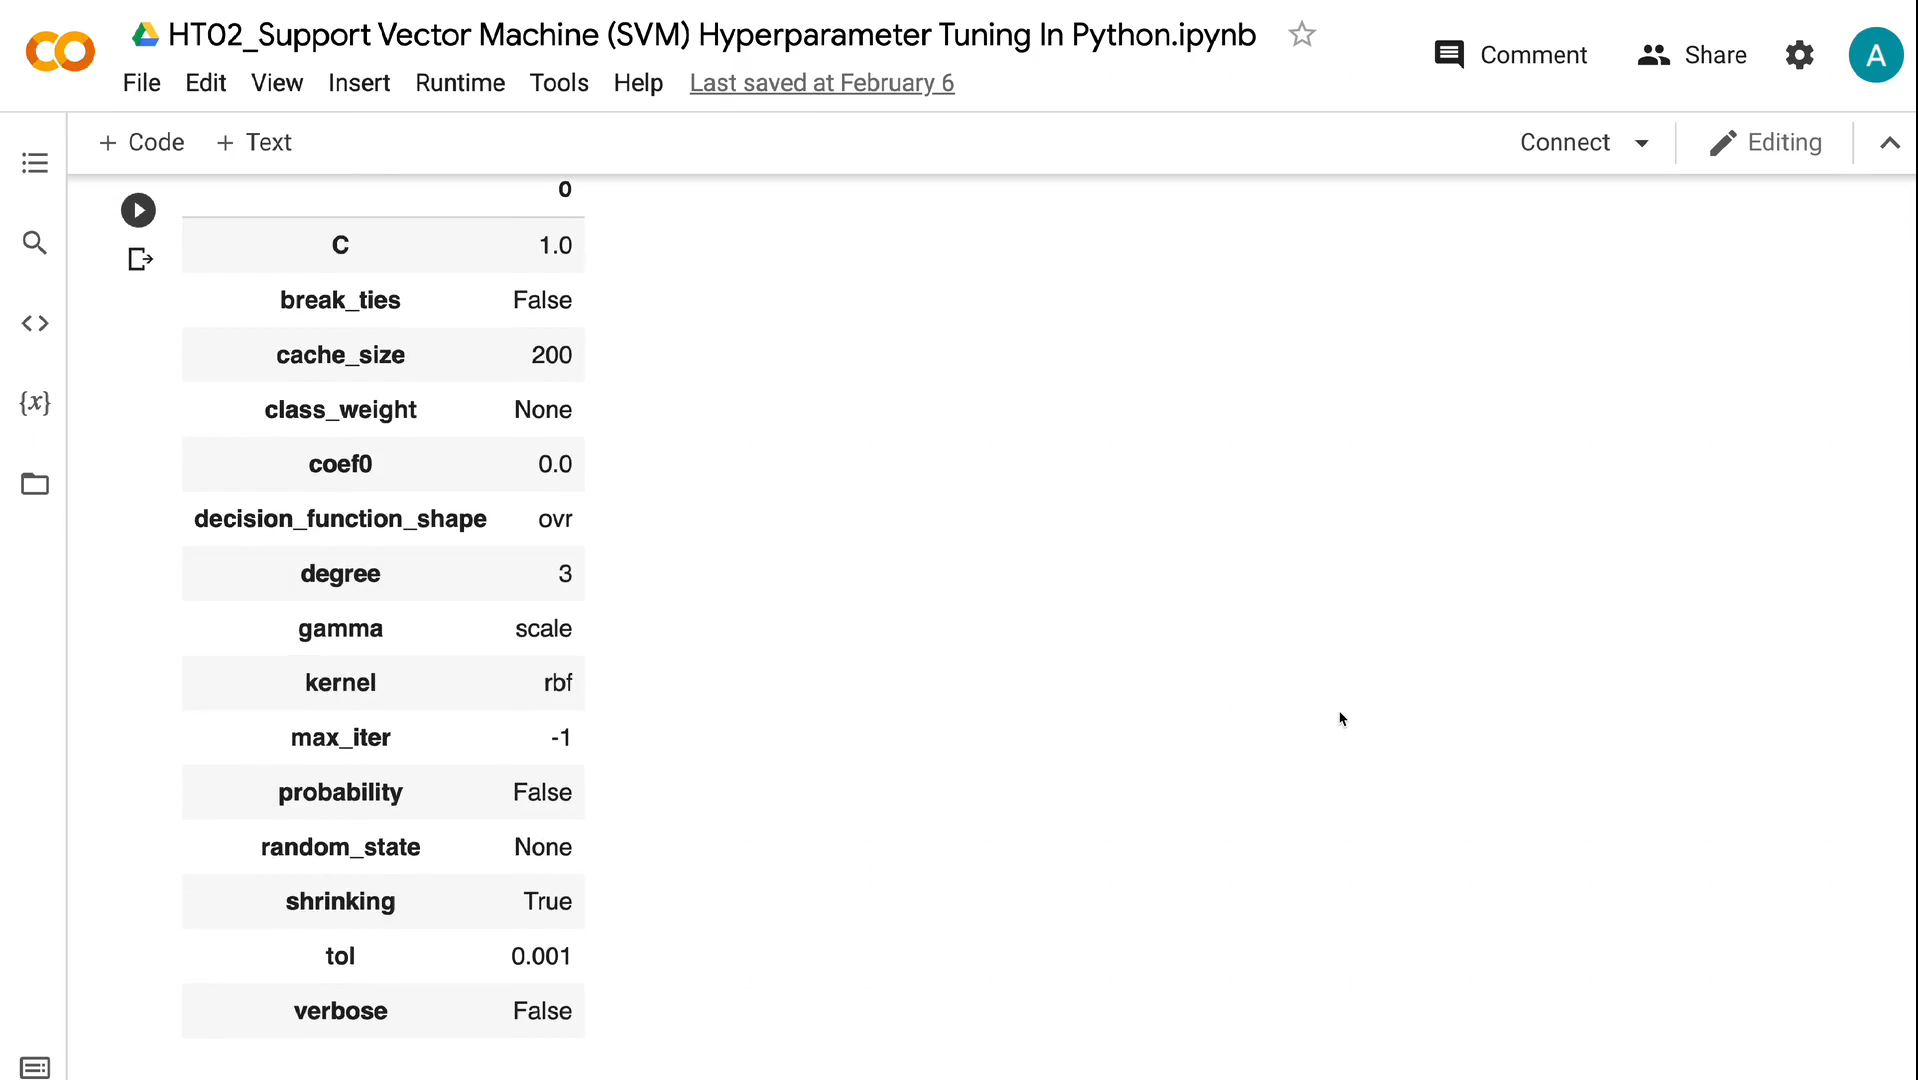 HT02_Support Vector Machine (SVM) Hyperparameter Tuning In Python.ipynb
Comment
Share
A
File Edit View Insert Runtime Tools Help Last saved at February 6
+ Code + Text
Connect
Editing
0
C 1.0
break_ties False
cache_size 200
class_weight None
coef0 0.0
decision_function_shape ovr
degree 3
gamma scale
kernel rbf
max_iter -1
probability False
random_state None
shrinking True
tol 0.001
verbose False
{x}